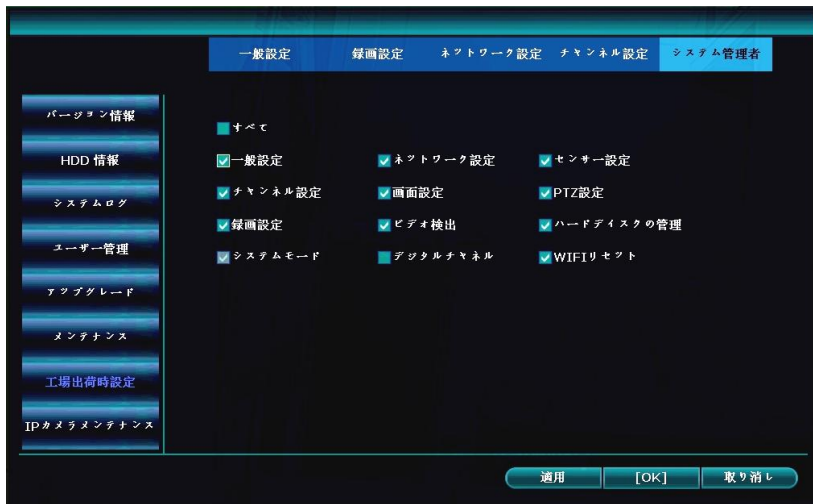 一般設定 録画設定 ネットワーク設定 チャンネル設定 システム管理者
バージョン情報
HDD 情報
システムログ
ユーザー管理
アップグレード
メンテナンス
工場出荷時設定
IPカメラメンテナンス
すべて
一般設定 ネットワーク設定 センサー設定
チャンネル設定 画面設定 PTZ設定
録画設定 ビデオ検出 ハードディスクの管理
システムモード デジタルチャネル WIFIリセット
適用 [OK] 取り消し